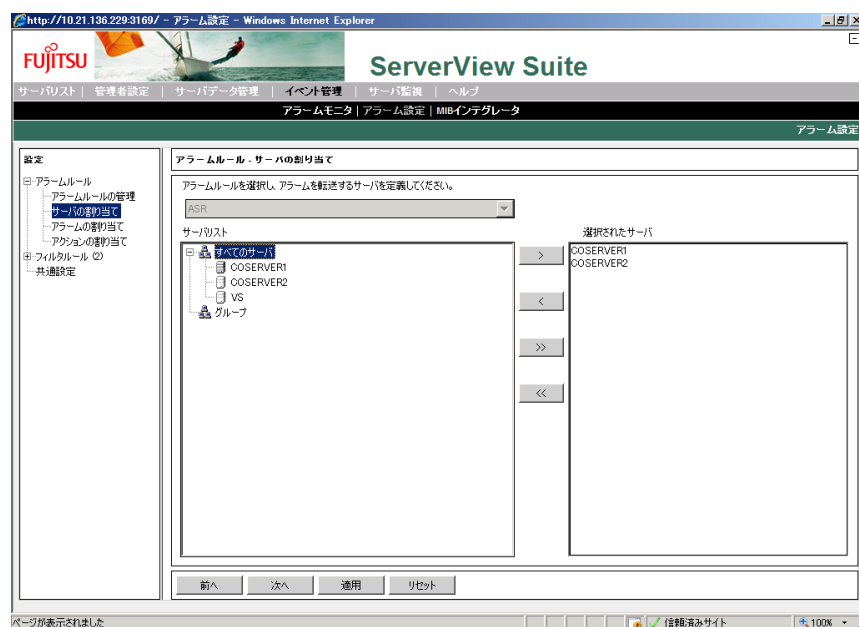 http://10.21.136.229:3169/ - アラーム設定 - Windows Internet Explorer
FUJITSU
ServerView Suite
サーバリスト | 管理者設定 | サーバデータ管理 | イベント管理 | サーバ監視 | ヘルプ
アラームモニタ | アラーム設定 | MIBインテグレータ
アラーム設定
設定
アラームルール
アラームルールの管理
サーバの割り当て
アラームの割り当て
アクションの割り当て
フィルタルール (2)
共通設定
アラームルール - サーバの割り当て
アラームルールを選択し、アラームを転送するサーバを定義してください。
ASR
サーバリスト
すべてのサーバ
COSERVER1
COSERVER2
VS
グループ
>
<
>>
<<
選択されたサーバ
COSERVER1
COSERVER2
前へ
次へ
適用
リセット
ページが表示されました
信頼済みサイト
100%